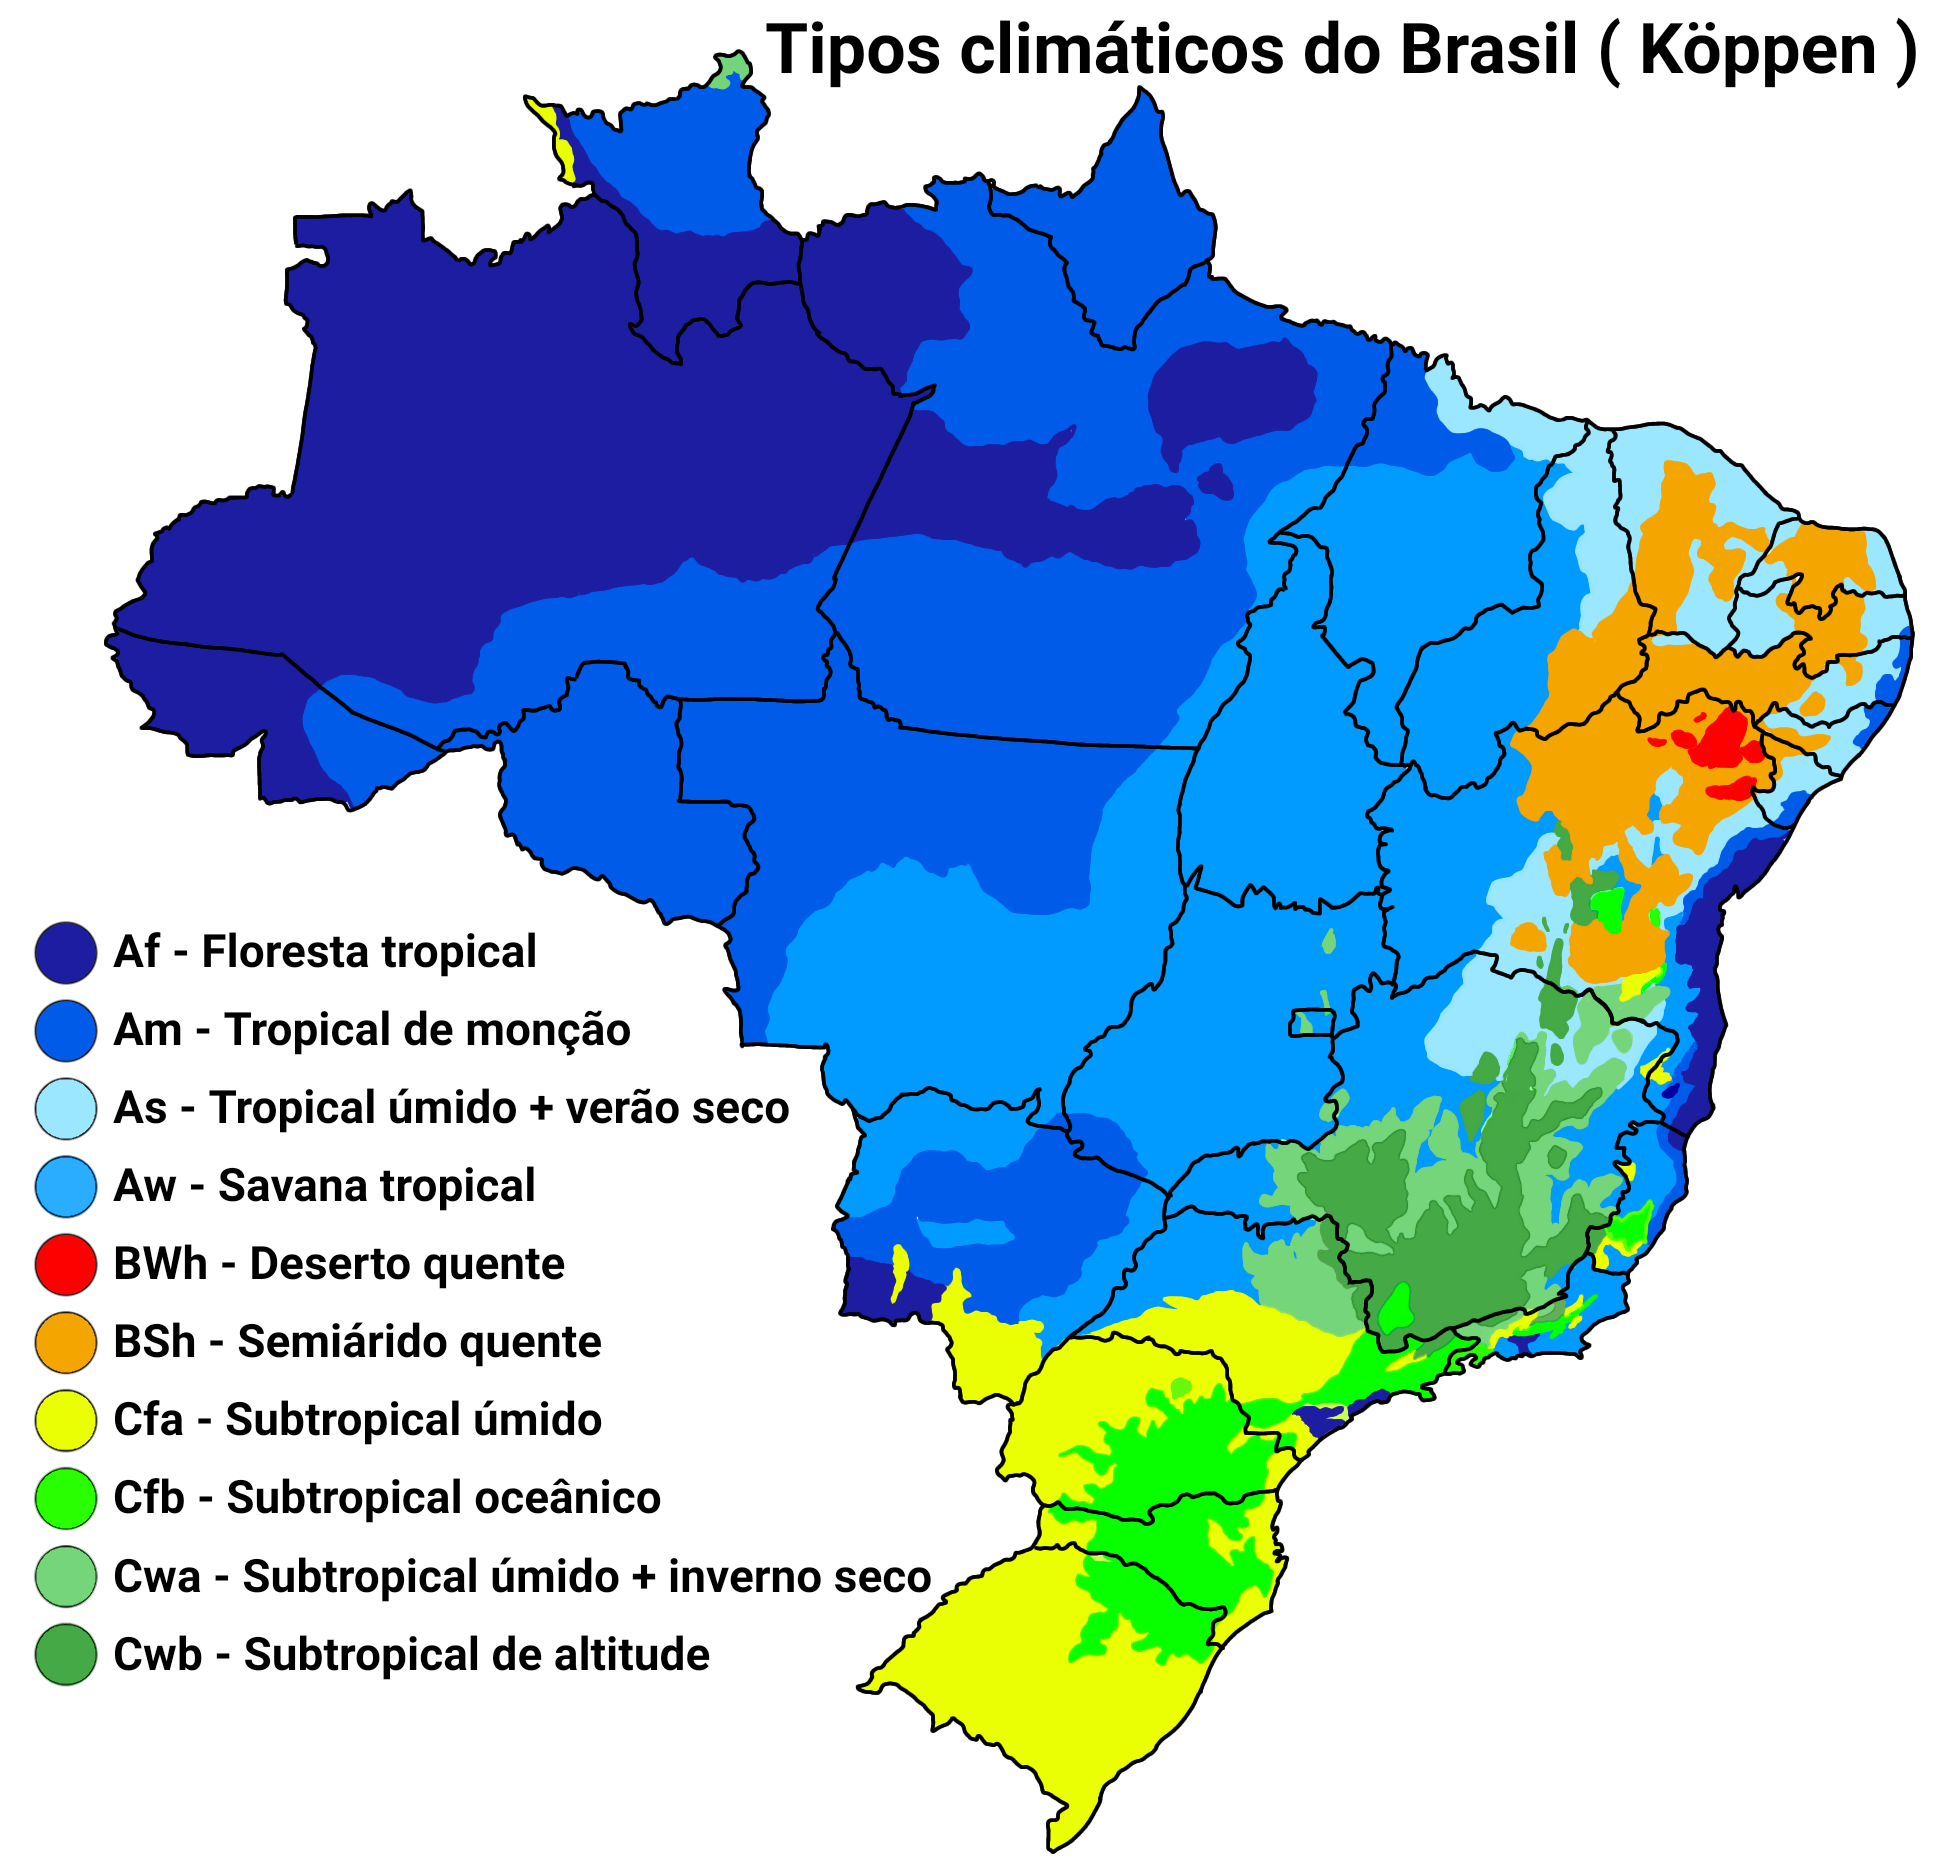 Tipos climáticos do Brasil ( Köppen )
Af - Floresta tropical
Am - Tropical de monção
As - Tropical úmido + verão seco
Aw - Savana tropical
BWh - Deserto quente
BSh - Semiárido quente
Cfa - Subtropical úmido
Cfb - Subtropical oceânico
Cwa - Subtropical úmido + inverno seco
Cwb - Subtropical de altitude